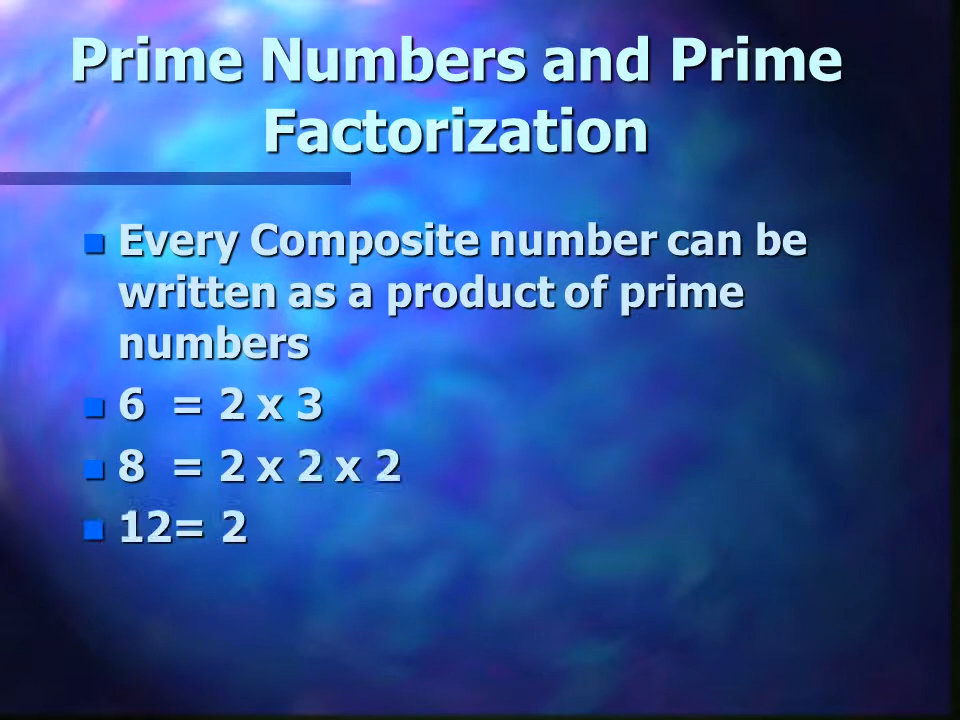 Prime Numbers and Prime
Factorization
Every Composite number can be
written as a product of prime
numbers
6 = 2 x 3
8 = 2 x 2 x 2
12= 2